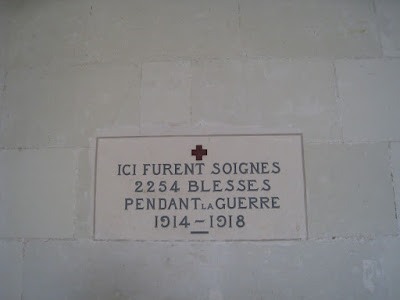 ICI FURENT SOIGNES
2254 BLESSES
PENDANT LA GUERRE
1914-1918